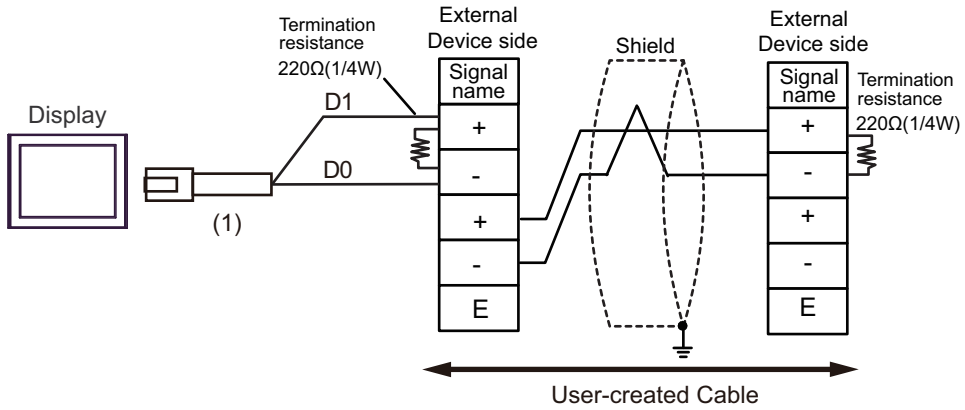 Display
(1)
D1
D0
Termination
resistance
220Ω(1/4W)
External
Device side
Signal
name
+
-
+
-
E
Shield
External
Device side
Signal
name
+
-
+
-
E
Termination
resistance
220Ω(1/4W)
User-created Cable